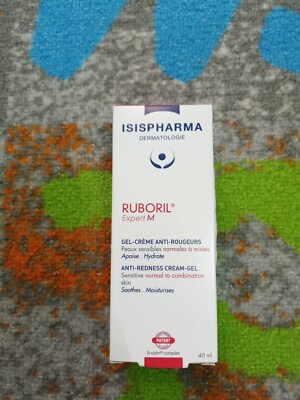 ISISPHARMA
DERMATOLOGIE
RUBORIL®
Expert M
GEL-CRÈME ANTI-ROUGEURS
Peaux sensibles normales à mixtes
Apaise . Hydrate
ANTI-REDNESS CREAM-GEL
Sensitive normal to combination
skin
Soothes . Moisturises
PATENT
40 ml